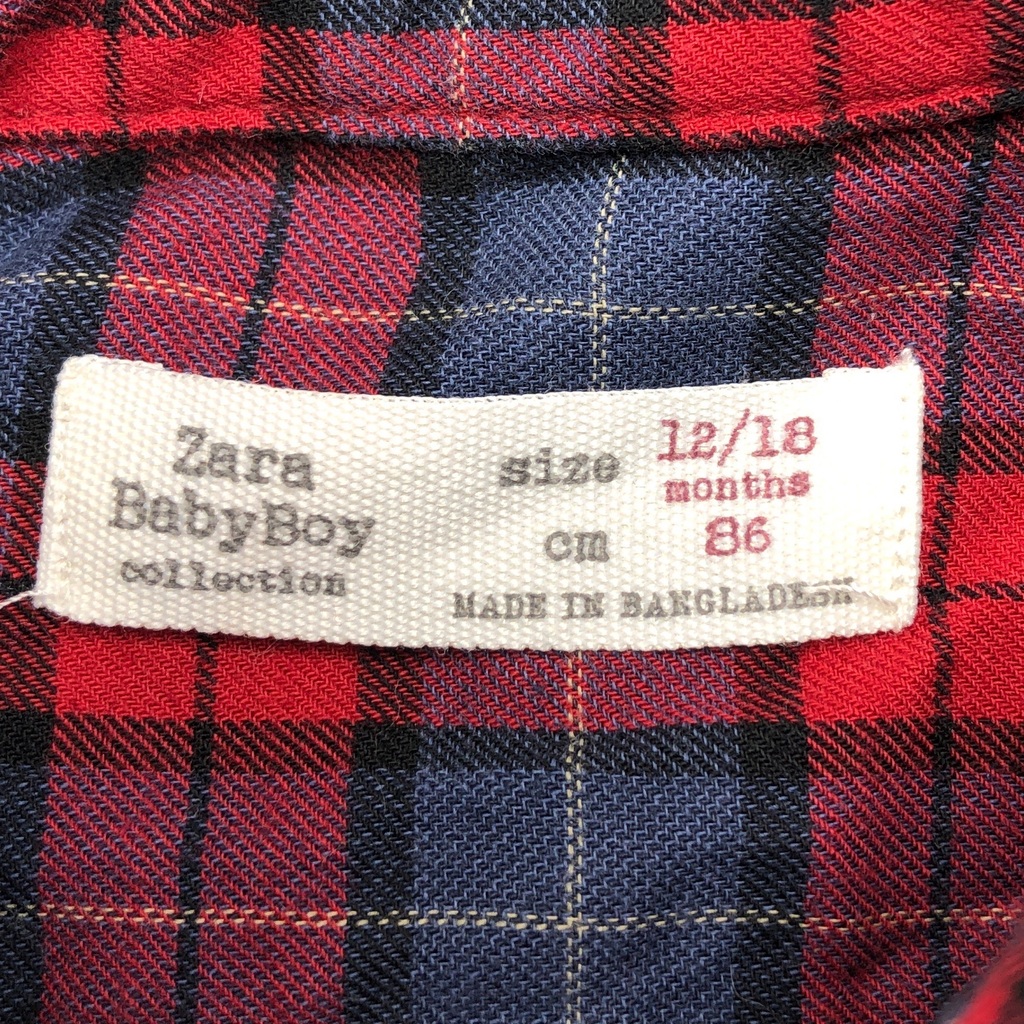 Zara
BabyBoy
collection
size 12/18
months
cm 86
MADE IN BANGLADESH